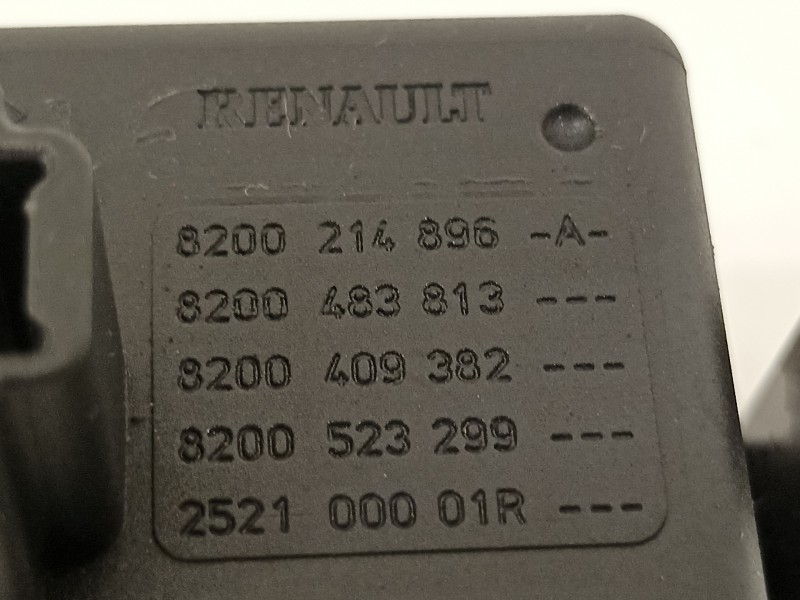 RENAULT
8200 214 896 -A-
8200 483 813 ---
8200 409 382 ---
8200 523 299 ---
2521 000 01R ---